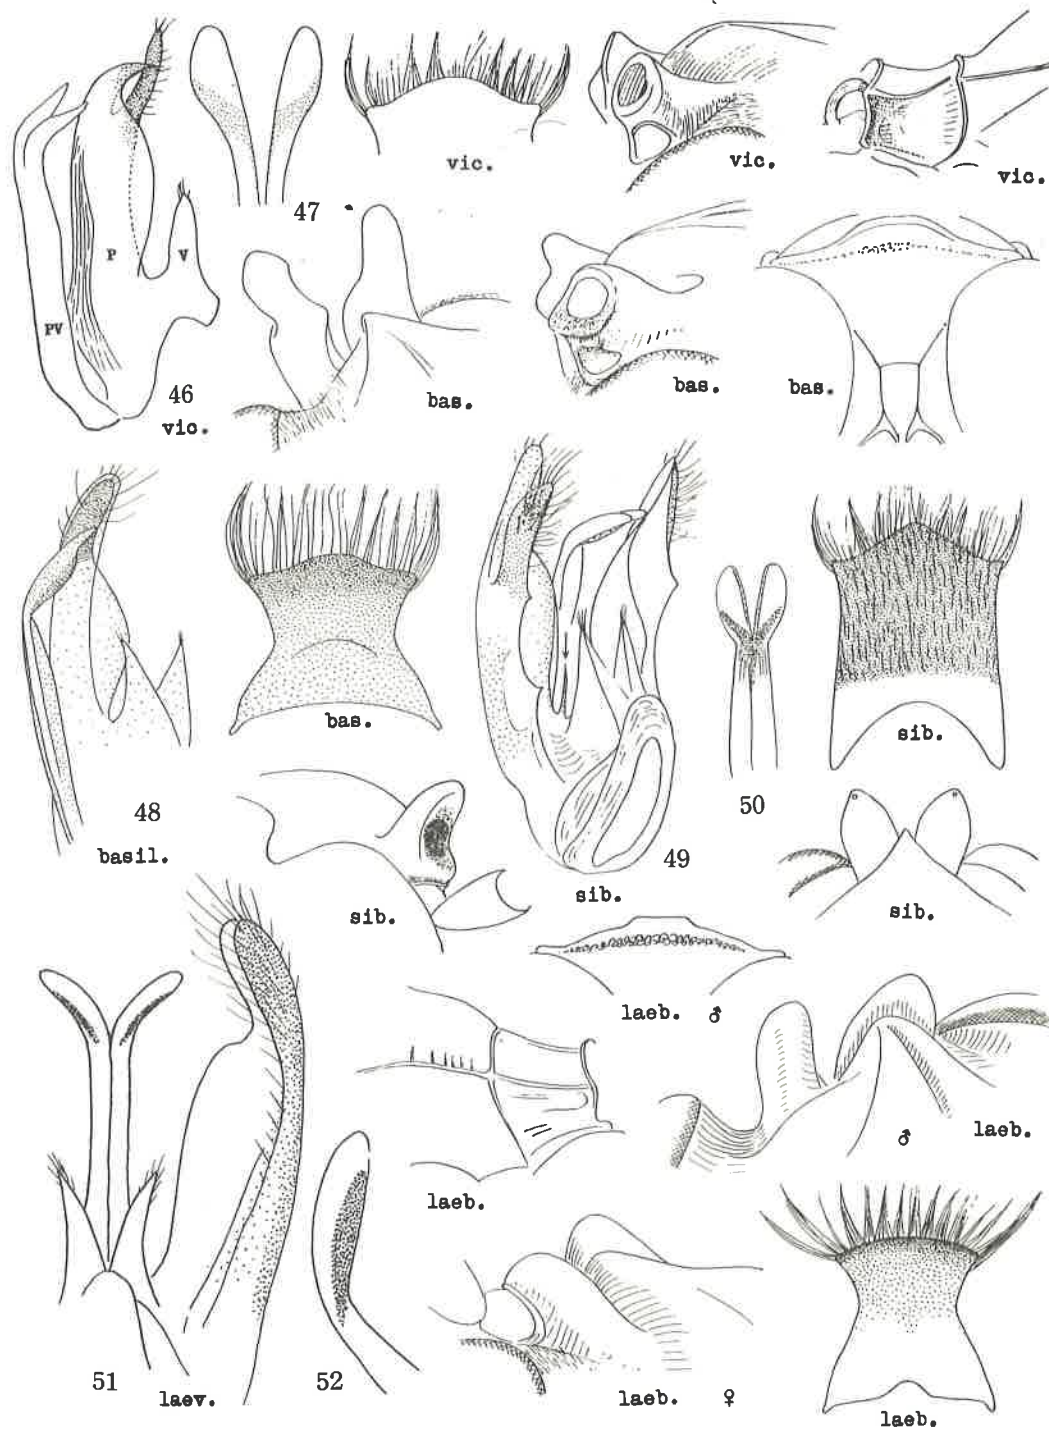 vic.
vic.
vic.
47
P
V
PV
46
vic.
bas.
bas.
bas.
bas.
48
basil.
49
sib.
50
sib.
sib.
sib.
laeb. ♂
laeb.
♂ laeb.
51
laev.
52
laeb. ♀
laeb.